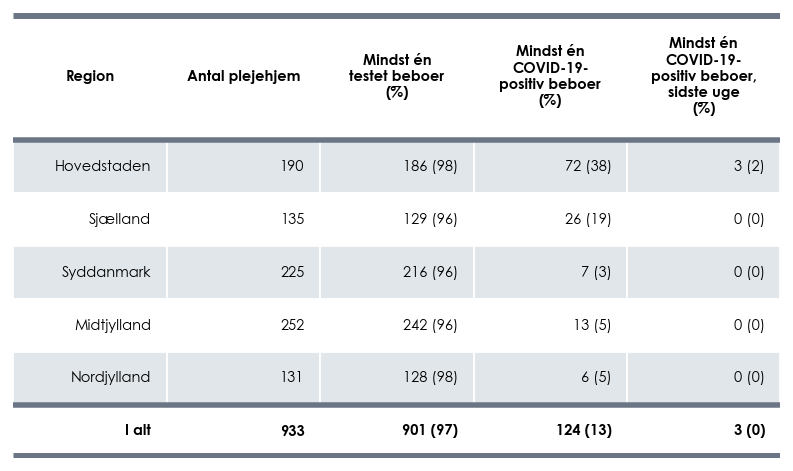 Region Antal plejehjem Mindst én testet beboer (%) Mindst én COVID-19-positiv beboer (%) Mindst én COVID-19-positiv beboer, sidste uge (%)
Hovedstaden 190 186 (98) 72 (38) 3 (2)
Sjælland 135 129 (96) 26 (19) 0 (0)
Syddanmark 225 216 (96) 7 (3) 0 (0)
Midtjylland 252 242 (96) 13 (5) 0 (0)
Nordjylland 131 128 (98) 6 (5) 0 (0)
I alt 933 901 (97) 124 (13) 3 (0)